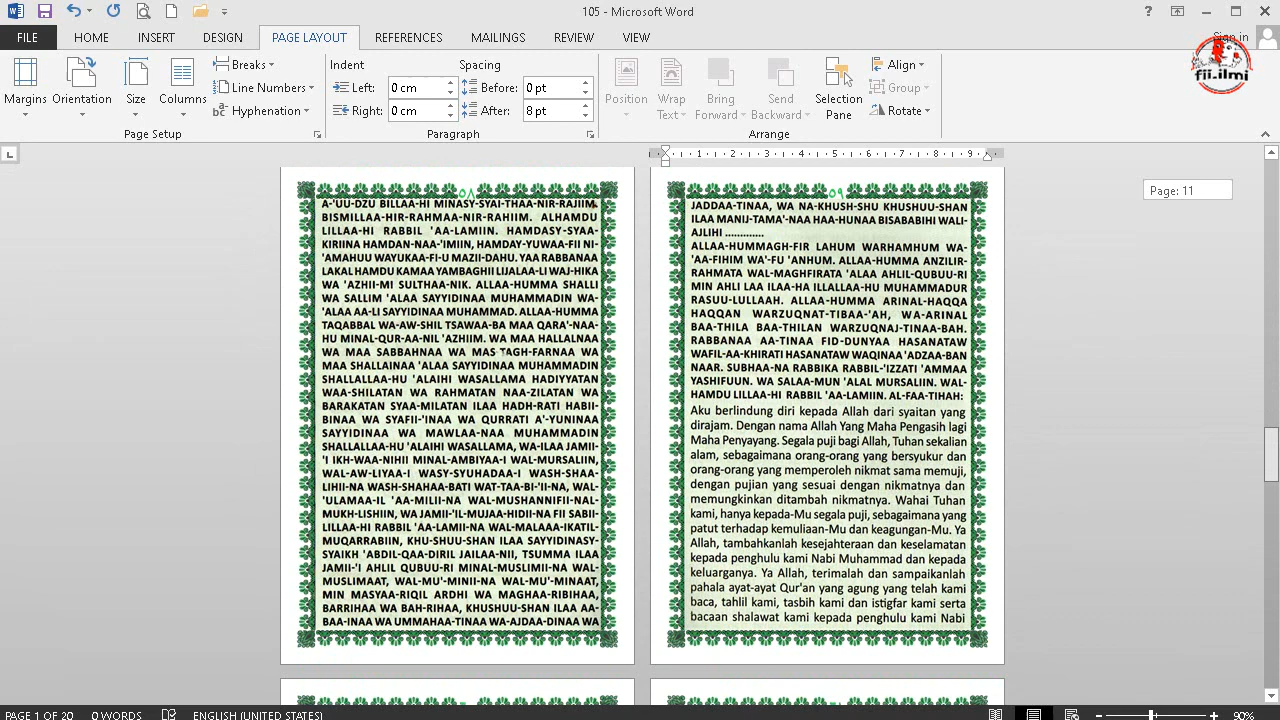 105 - Microsoft Word
Sign in
fii.ilmi
FILE HOME INSERT DESIGN PAGE LAYOUT REFERENCES MAILINGS REVIEW VIEW
Margins
Orientation
Size
Columns
Breaks
Line Numbers
Hyphenation
Page Setup
Indent
Left: 0 cm
Right: 0 cm
Spacing
Before: 0 pt
After: 8 pt
Paragraph
Position
Wrap Text
Bring Forward
Send Backward
Selection Pane
Align
Group
Rotate
Arrange
1 2 3 4 5 6 7 8 9
Page: 11
٥٨
A-'UU-DZU BILLAA-HI MINASY-SYAI-THAA-NIR-RAJIIM.
BISMILLAA-HIR-RAHMAA-NIR-RAHIIM. ALHAMDU
LILLAA-HI RABBIL 'AA-LAMIIN. HAMDASY-SYAA-
KIRIINA HAMDAN-NAA-'IMIIN, HAMDAY-YUWAA-FII NI-
'AMAHUU WAYUKAA-FI-U MAZII-DAHU. YAA RABBANAA
LAKAL HAMDU KAMAA YAMBAGHII LIJALAA-LI WAJ-HIKA
WA 'AZHII-MI SULTHAA-NIK. ALLAA-HUMMA SHALLI
WA SALLIM 'ALAA SAYYIDINAA MUHAMMADIN WA-
'ALAA AA-LI SAYYIDINAA MUHAMMAD. ALLAA-HUMMA
TAQABBAL WA-AW-SHIL TSAWAA-BA MAA QARA'-NAA-
HU MINAL-QUR-AA-NIL 'AZHIIM. WA MAA HALLALNAA
WA MAA SABBAHNAA WA MAS TAGH-FARNAA WA
MAA SHALLAINAA 'ALAA SAYYIDINAA MUHAMMADIN
SHALLALLAA-HU 'ALAIHI WASALLAMA HADIYYATAN
WAA-SHILATAN WA RAHMATAN NAA-ZILATAN WA
BARAKATAN SYAA-MILATAN ILAA HADH-RATI HABII-
BINAA WA SYAFII-'INAA WA QURRATI A'-YUNINAA
SAYYIDINAA WA MAWLAA-NAA MUHAMMADIN
SHALLALLAA-HU 'ALAIHI WASALLAMA, WA-ILAA JAMII-
'I IKH-WAA-NIHII MINAL-AMBIYAA-I WAL-MURSALIIN,
WAL-AW-LIYAA-I WASY-SYUHADAA-I WASH-SHAA-
LIHII-NA WASH-SHAHAA-BATI WAT-TAA-BI-'II-NA, WAL-
'ULAMAA-IL 'AA-MILII-NA WAL-MUSHANNIFII-NAL-
MUKH-LISHIIN, WA JAMII-'IL-MUJAA-HIDII-NA FII SABII-
LILLAA-HI RABBIL 'AA-LAMII-NA WAL-MALAA-IKATIL-
MUQARRABIIN, KHU-SHUU-SHAN ILAA SAYYIDINASY-
SYAIKH 'ABDIL-QAA-DIRIL JAILAA-NII, TSUMMA ILAA
JAMII-'I AHLIL QUBUU-RI MINAL-MUSLIMII-NA WAL-
MUSLIMAAT, WAL-MU'-MINII-NA WAL-MU'-MINAAT,
MIN MASYAA-RIQIL ARDHI WA MAGHAA-RIBIHAA,
BARRIHAA WA BAH-RIHAA, KHUSHUU-SHAN ILAA AA-
BAA-INAA WA UMMAHAA-TINAA WA-AJDAA-DINAA WA
٥٩
JADDAA-TINAA, WA NA-KHUSH-SHU KHUSHUU-SHAN
ILAA MANIJ-TAMA'-NAA HAA-HUNAA BISABABIHI WALI-
AJLIHI .............
ALLAA-HUMMAGH-FIR LAHUM WARHAMHUM WA-
'AA-FIHIM WA'-FU 'ANHUM. ALLAA-HUMMA ANZILIR-
RAHMATA WAL-MAGHFIRATA 'ALAA AHLIL-QUBUU-RI
MIN AHLI LAA ILAA-HA ILLALLAA-HU MUHAMMADUR
RASUU-LULLAAH. ALLAA-HUMMA ARINAL-HAQQA
HAQQAN WARZUQNAT-TIBAA-'AH, WA-ARINAL
BAA-THILA BAA-THILAN WARZUQNAJ-TINAA-BAH.
RABBANAA AA-TINAA FID-DUNYAA HASANATAW
WAFIL-AA-KHIRATI HASANATAW WAQINAA 'ADZAA-BAN
NAAR. SUBHAA-NA RABBIKA RABBIL-'IZZATI 'AMMAA
YASHIFUUN. WA SALAA-MUN 'ALAL MURSALIIN. WAL-
HAMDU LILLAA-HI RABBIL 'AA-LAMIIN. AL-FAA-TIHAH:
Aku berlindung diri kepada Allah dari syaitan yang
dirajam. Dengan nama Allah Yang Maha Pengasih lagi
Maha Penyayang. Segala puji bagi Allah, Tuhan sekalian
alam, sebagaimana orang-orang yang bersyukur dan
orang-orang yang memperoleh nikmat sama memuji,
dengan pujian yang sesuai dengan nikmatnya dan
memungkinkan ditambah nikmatnya. Wahai Tuhan
kami, hanya kepada-Mu segala puji, sebagaimana yang
patut terhadap kemuliaan-Mu dan keagungan-Mu. Ya
Allah, tambahkanlah kesejahteraan dan keselamatan
kepada penghulu kami Nabi Muhammad dan kepada
keluarganya. Ya Allah, terimalah dan sampaikanlah
pahala ayat-ayat Qur'an yang agung yang telah kami
baca, tahlil kami, tasbih kami dan istigfar kami serta
bacaan shalawat kami kepada penghulu kami Nabi
PAGE 1 OF 20 0 WORDS ENGLISH (UNITED STATES) 90%